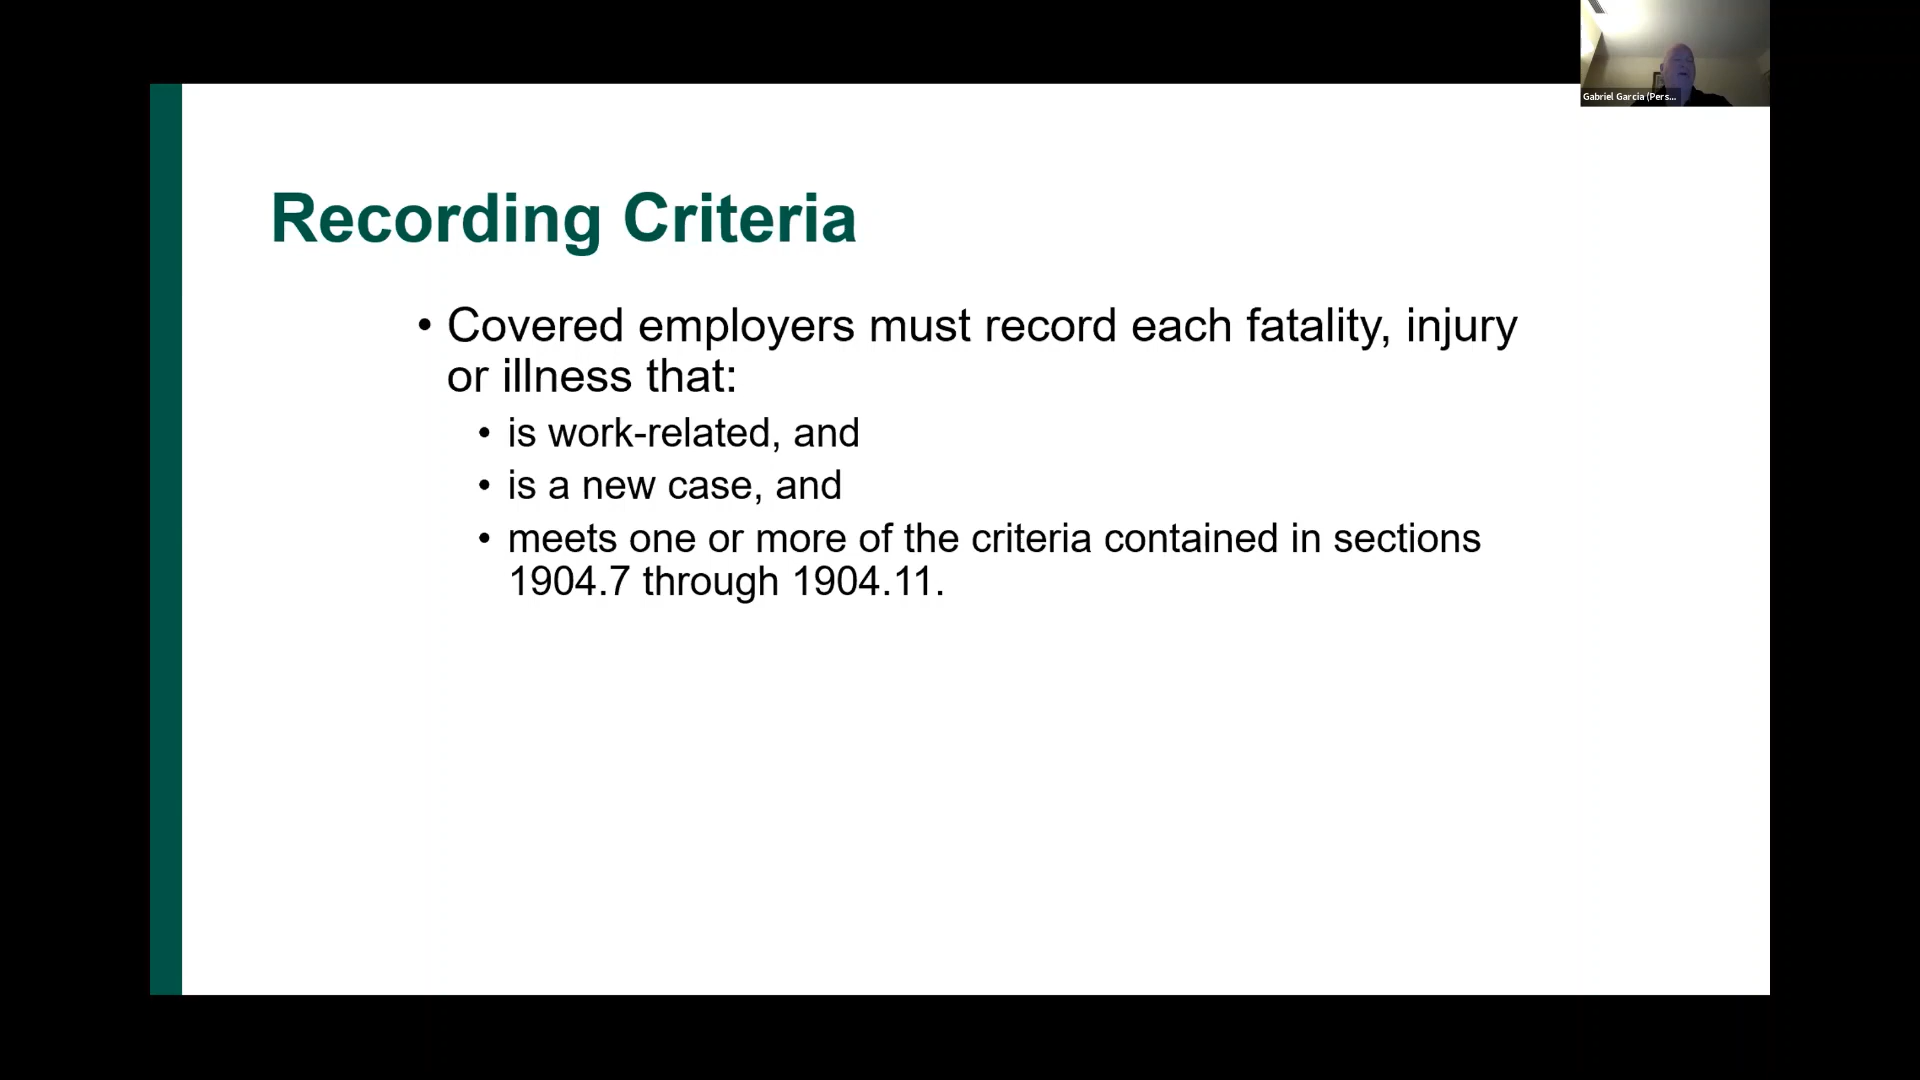 Gabriel Garcia (Pers...
Recording Criteria
• Covered employers must record each fatality, injury
or illness that:
• is work-related, and
• is a new case, and
• meets one or more of the criteria contained in sections
1904.7 through 1904.11.